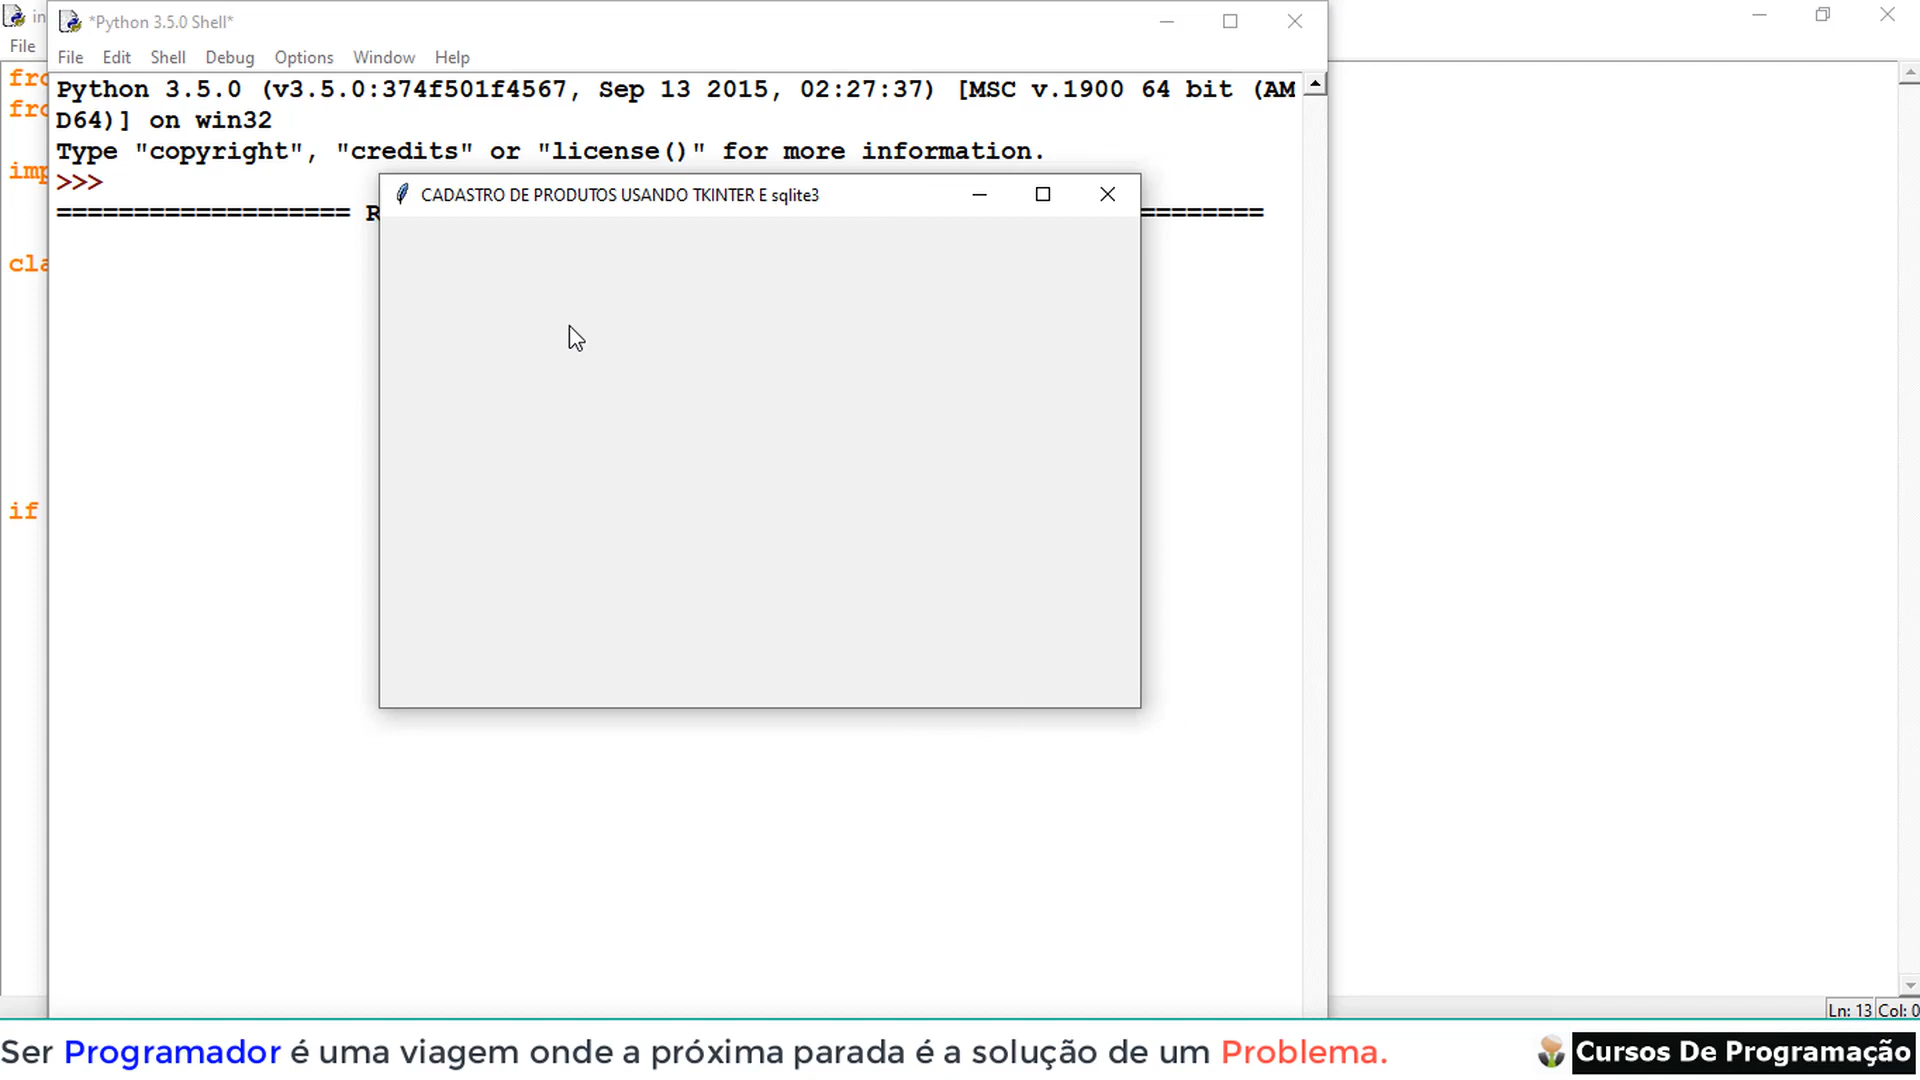 *Python 3.5.0 Shell*
File
File Edit Shell Debug Options Window Help
Python 3.5.0 (v3.5.0:374f501f4567, Sep 13 2015, 02:27:37) [MSC v.1900 64 bit (AM
D64)] on win32
Type "copyright", "credits" or "license()" for more information.
>>>
CADASTRO DE PRODUTOS USANDO TKINTER E sqlite3
=================== R
========
if
Ln: 13 Col: 0
Ser Programador é uma viagem onde a próxima parada é a solução de um Problema.
Cursos De Programação